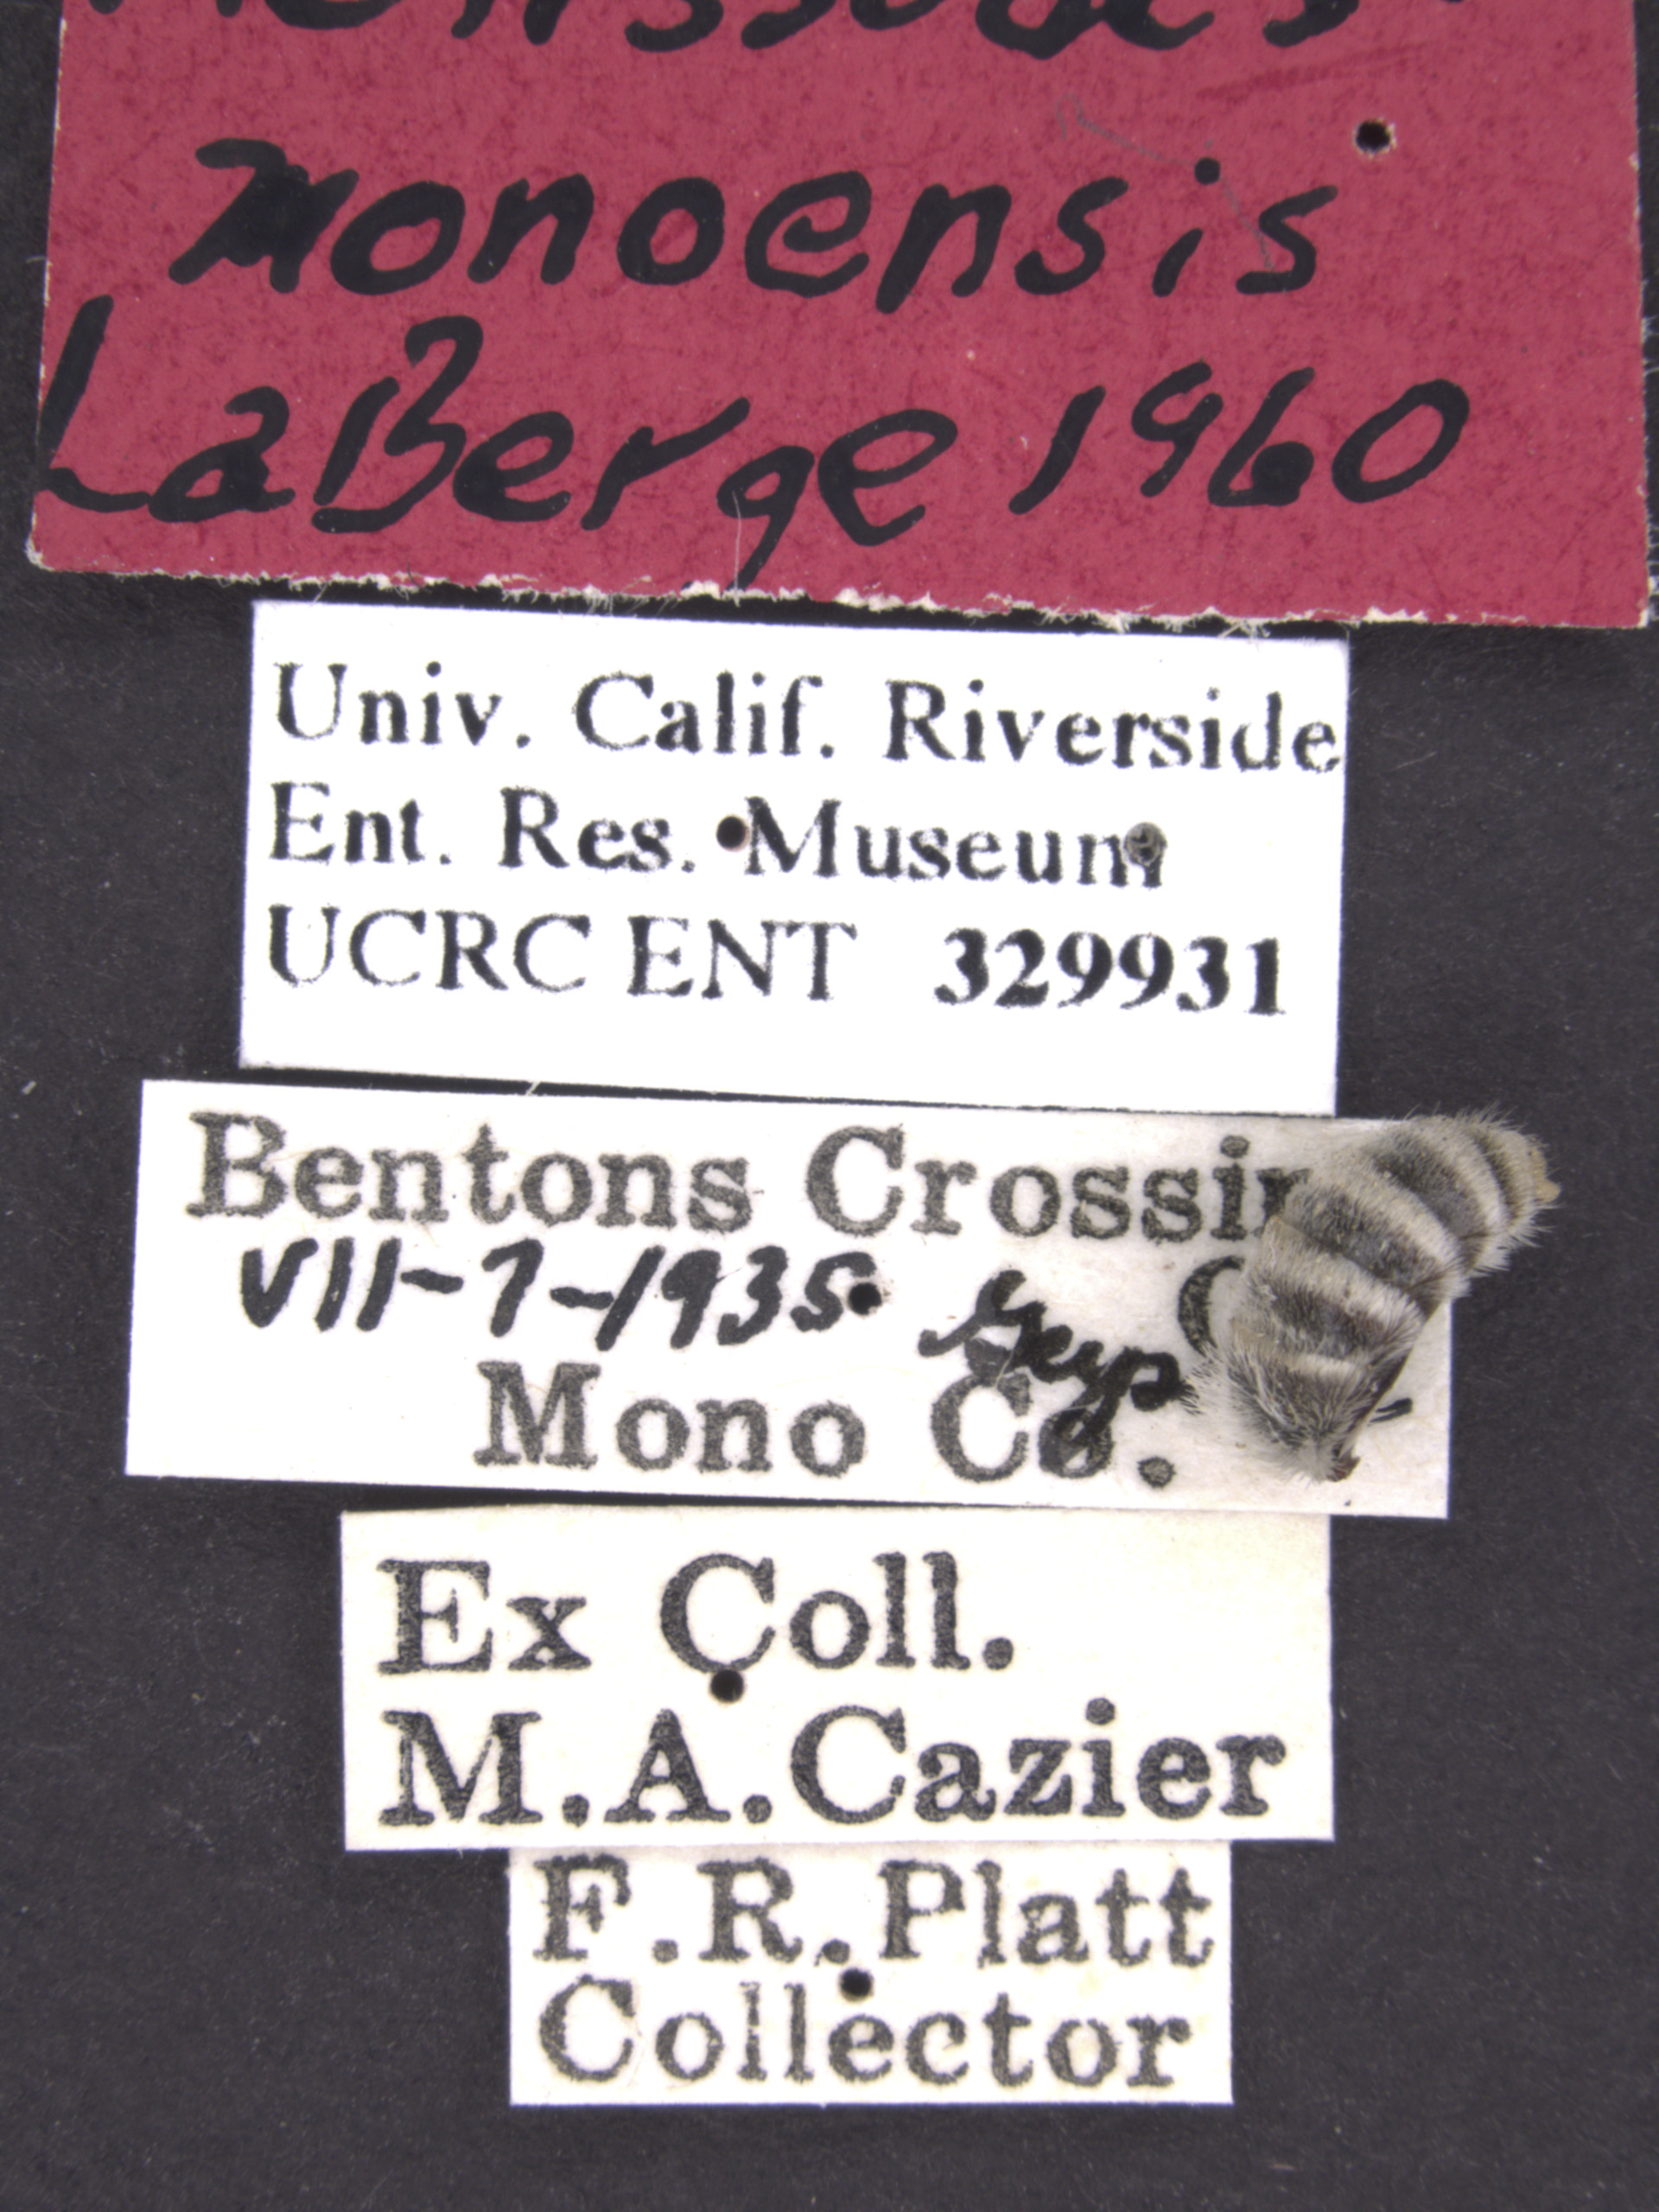 monoensis
LaBerge 1960
Univ. Calif. Riverside
Ent. Res. Museum
UCRC ENT 329931
Bentons
VII-7-1935
Mono Co.
Ex Coll.
M.A.Cazier
F.R.Platt
Collector